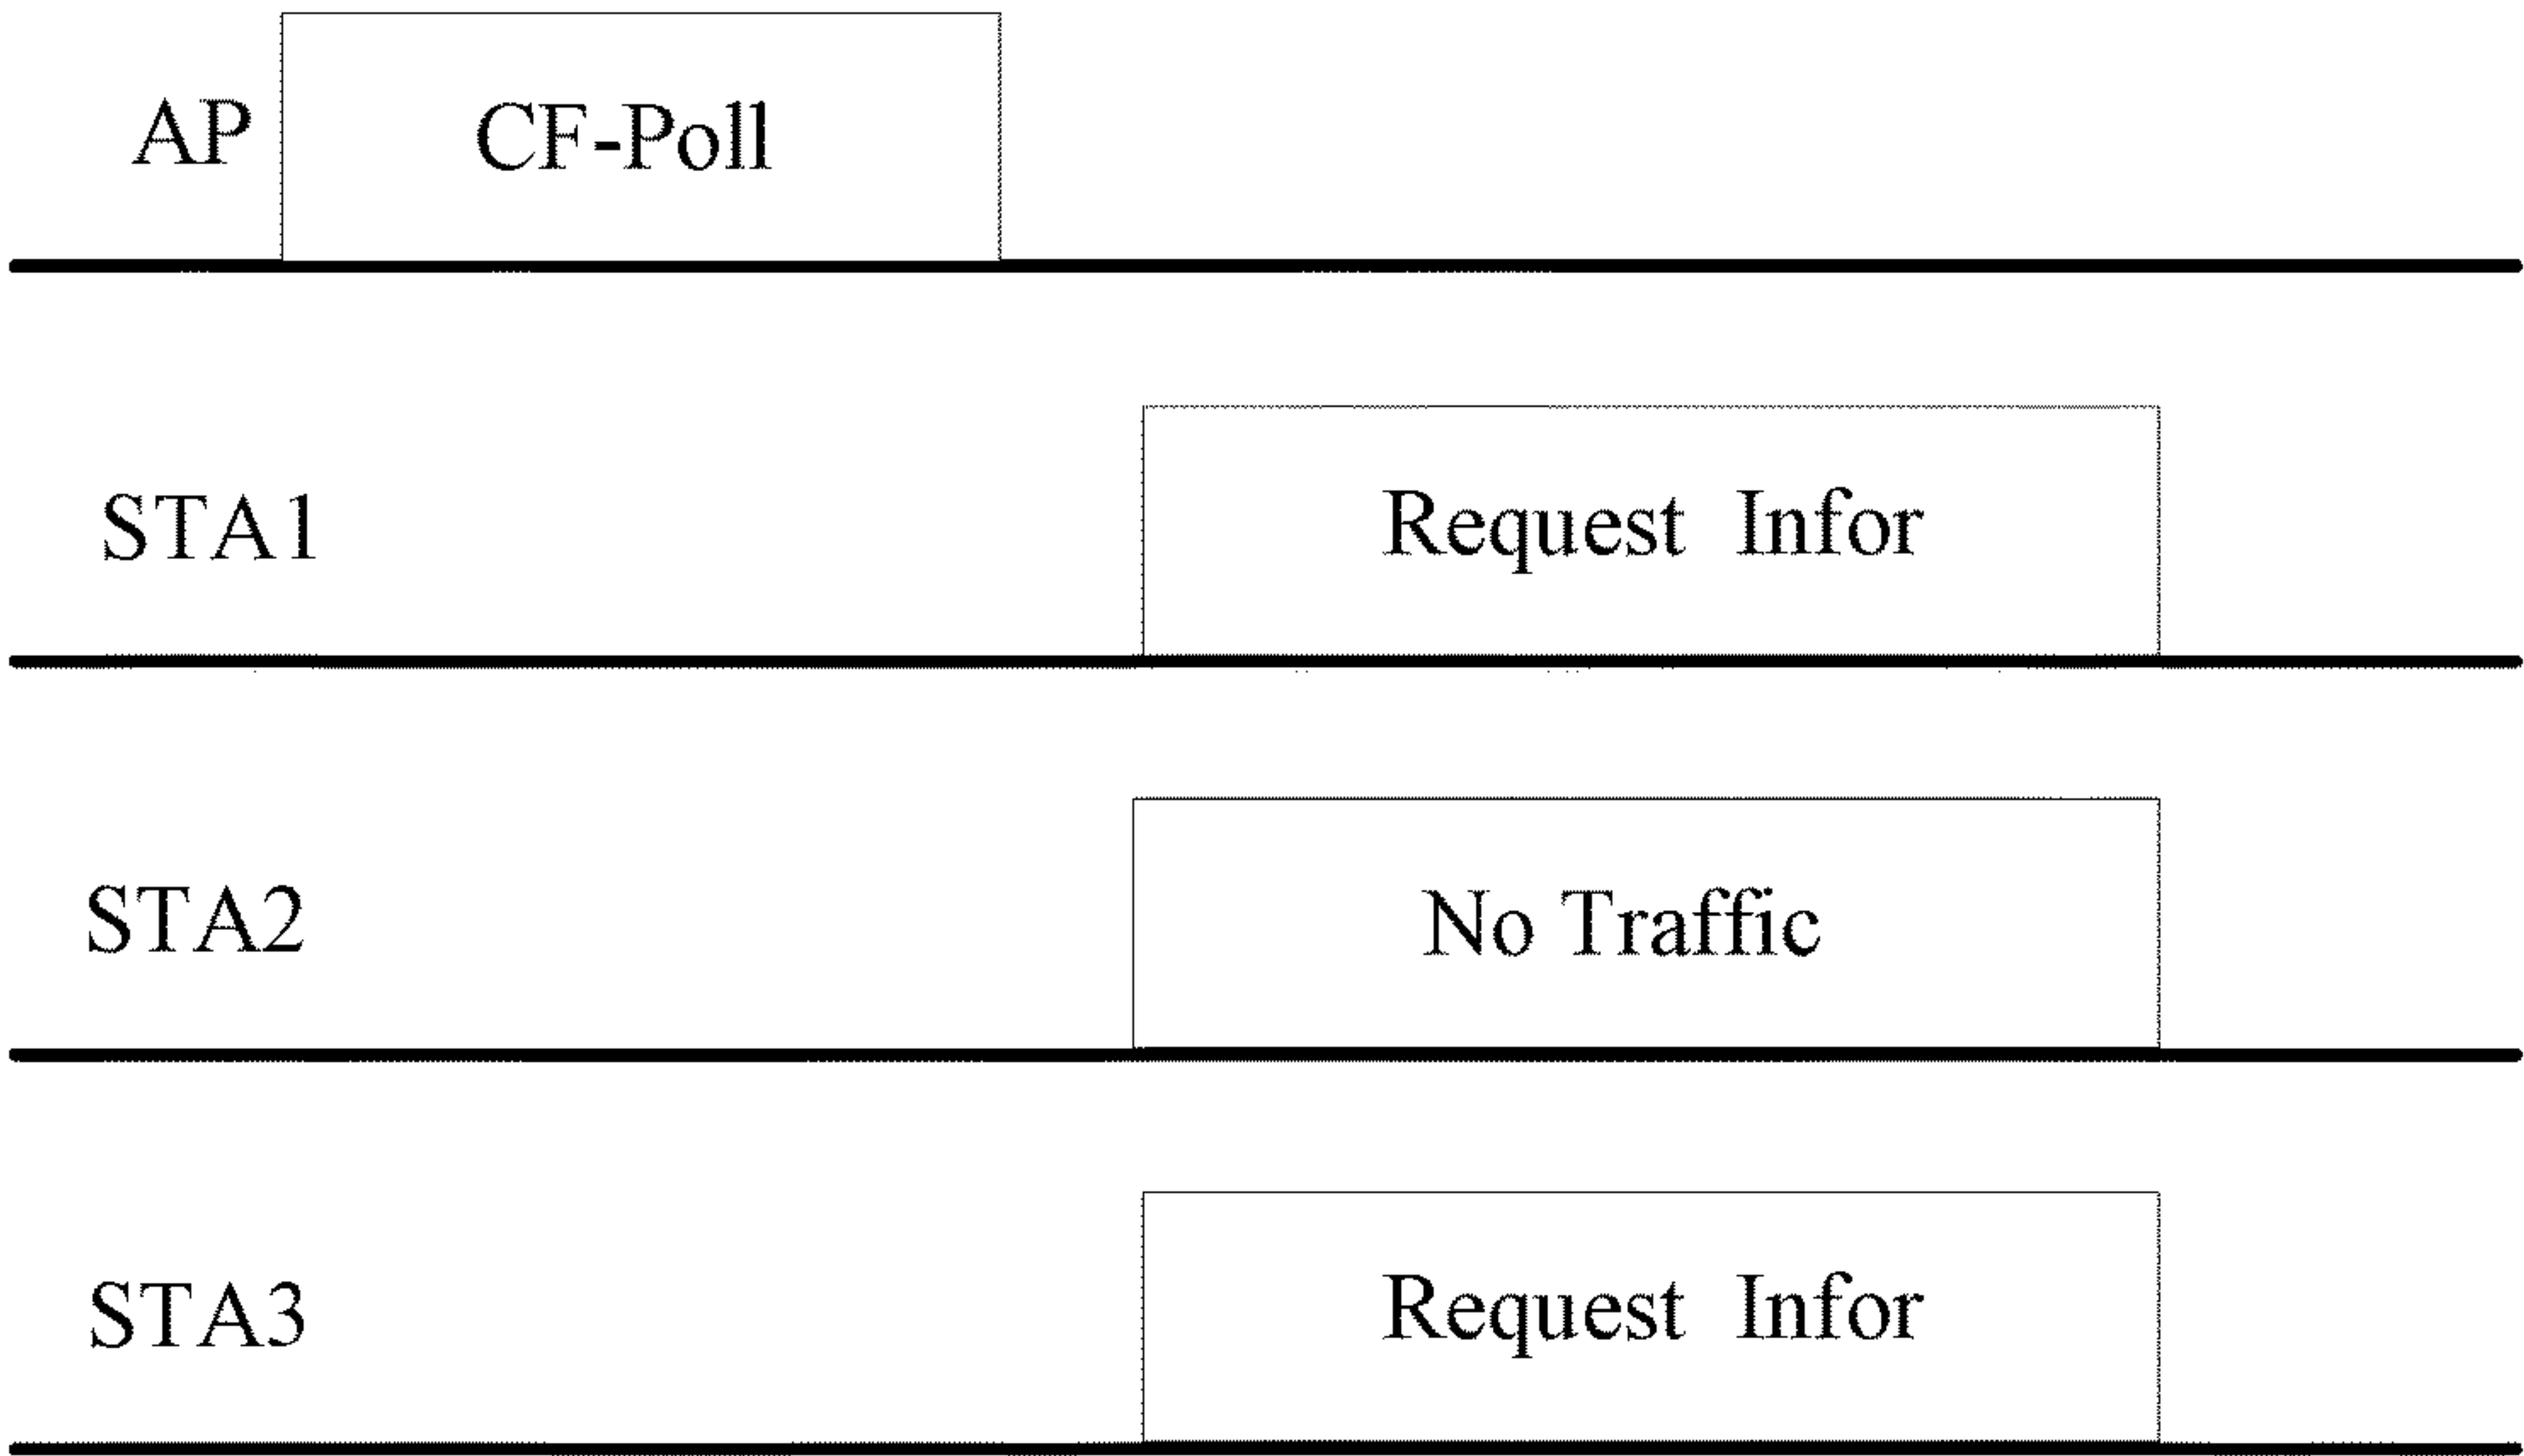 AP CF-Poll
STA1 Request Infor
STA2 No Traffic
STA3 Request Infor